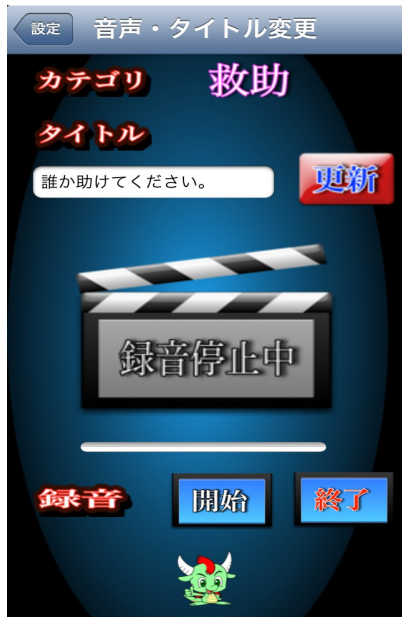 設定 音声・タイトル変更
カテゴリ 救助
タイトル
誰か助けてください。 更新
録音停止中
録音 開始 終了